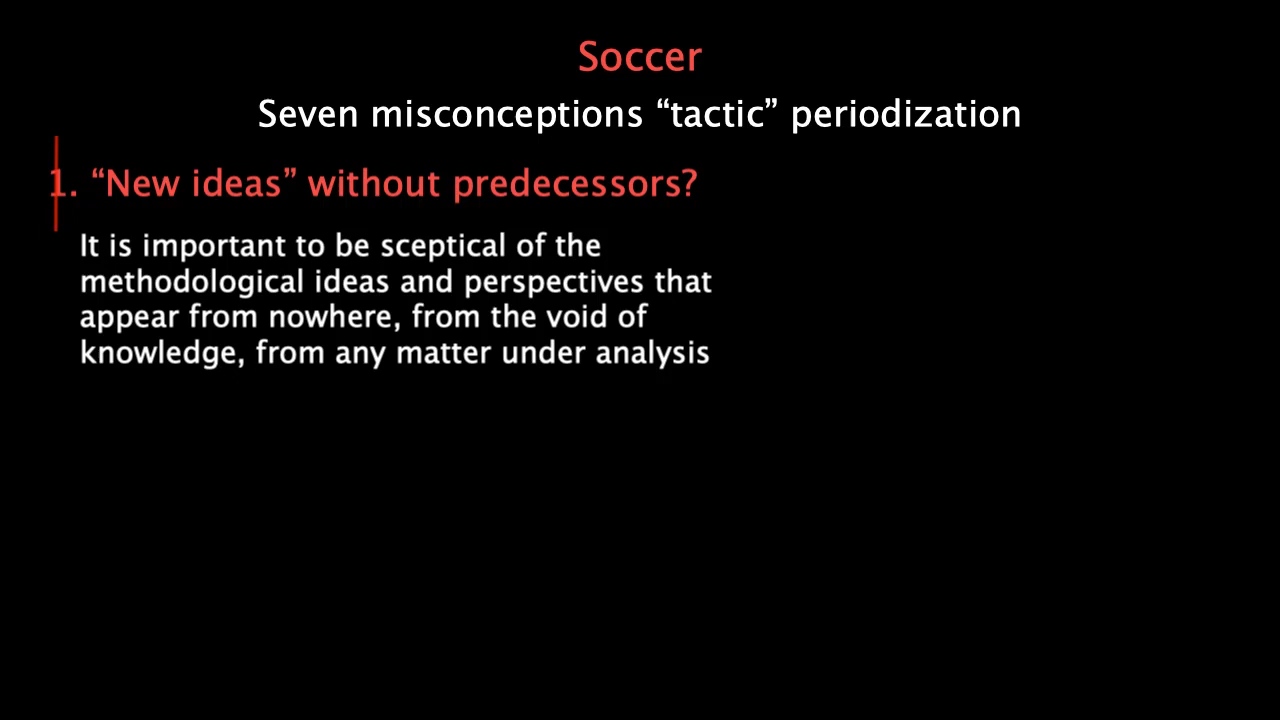 Soccer
Seven misconceptions “tactic” periodization
1. “New ideas” without predecessors?
It is important to be sceptical of the
methodological ideas and perspectives that
appear from nowhere, from the void of
knowledge, from any matter under analysis